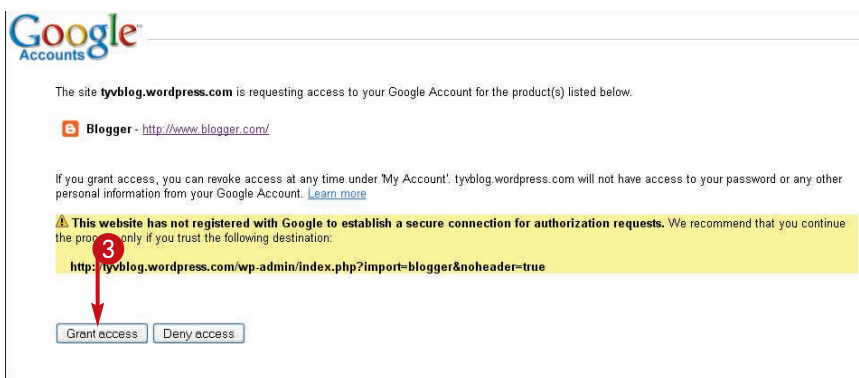 Google
Accounts
The site tyvblog.wordpress.com is requesting access to your Google Account for the product(s) listed below.
Blogger - http://www.blogger.com/
If you grant access, you can revoke access at any time under 'My Account'. tyvblog.wordpress.com will not have access to your password or any other
personal information from your Google Account. Learn more
This website has not registered with Google to establish a secure connection for authorization requests. We recommend that you continue
the process only if you trust the following destination:
3
http://tyvblog.wordpress.com/wp-admin/index.php?import=blogger&noheader=true
Grant access Deny access